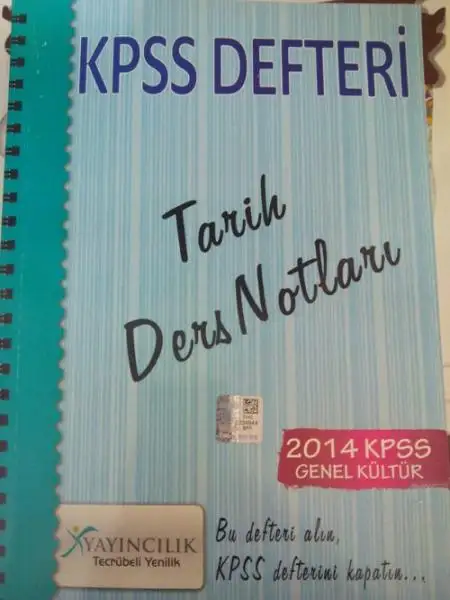 KPSS DEFTERİ
Tarih
Ders Notları
2014 KPSS
GENEL KÜLTÜR
YAYINCILIK
Tecrübeli Yenilik
Bu defteri alın,
KPSS defterini kapatın...